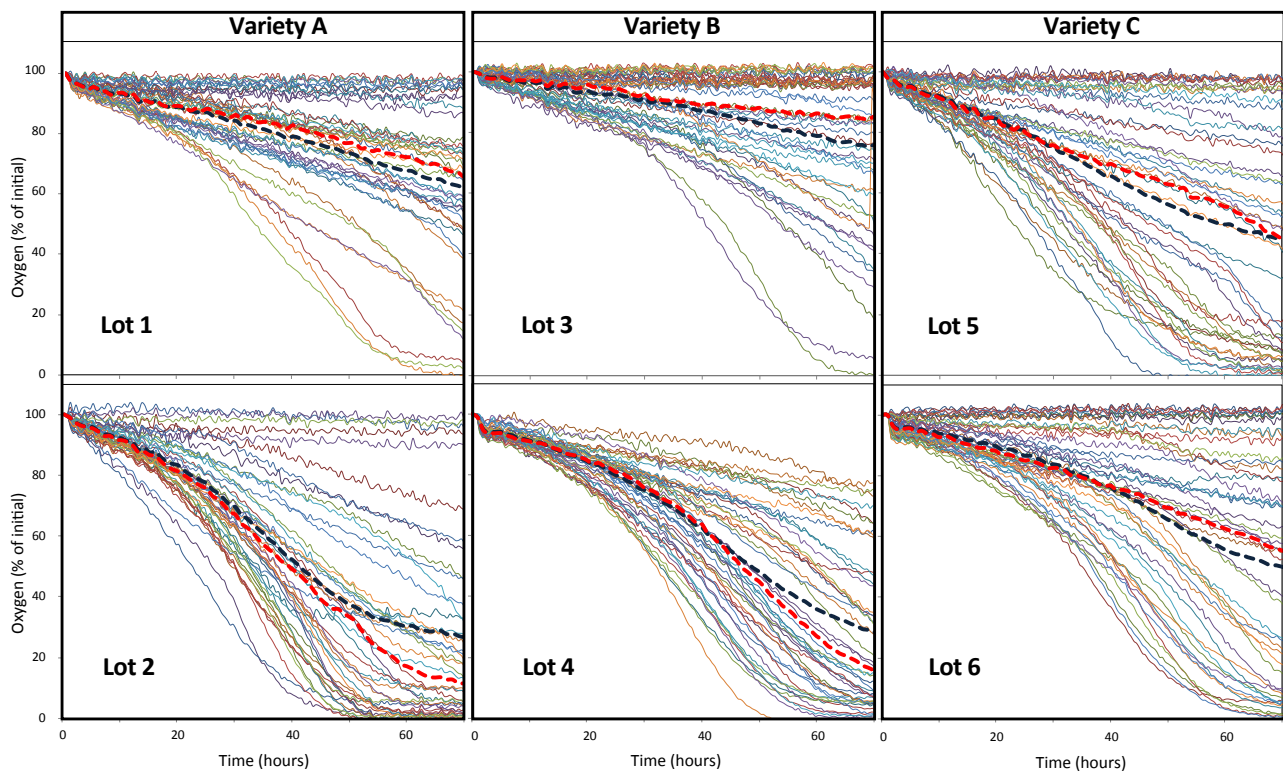 Variety A
Variety B
Variety C
Oxygen (% of initial)
100
80
60
40
20
0
Lot 1
Lot 3
Lot 5
Oxygen (% of initial)
100
80
60
40
20
0
Lot 2
Lot 4
Lot 6
0 20 40 60
0 20 40 60
0 20 40 60
Time (hours)
Time (hours)
Time (hours)